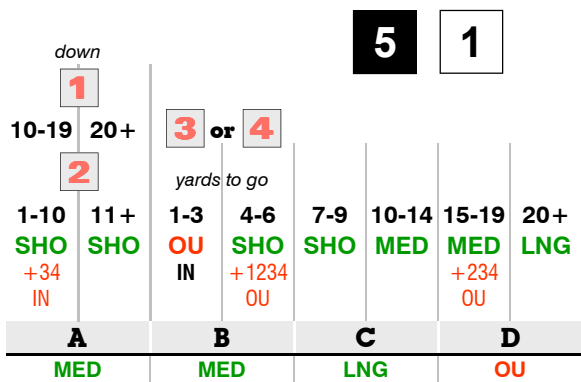 5 1
down
1
10-19 20+ 3 or 4
2 yards to go
1-10 11+ 1-3 4-6 7-9 10-14 15-19 20+
SHO SHO OU SHO SHO MED MED LNG
+34 IN +1234 +234
IN OU OU
A B C D
MED MED LNG OU